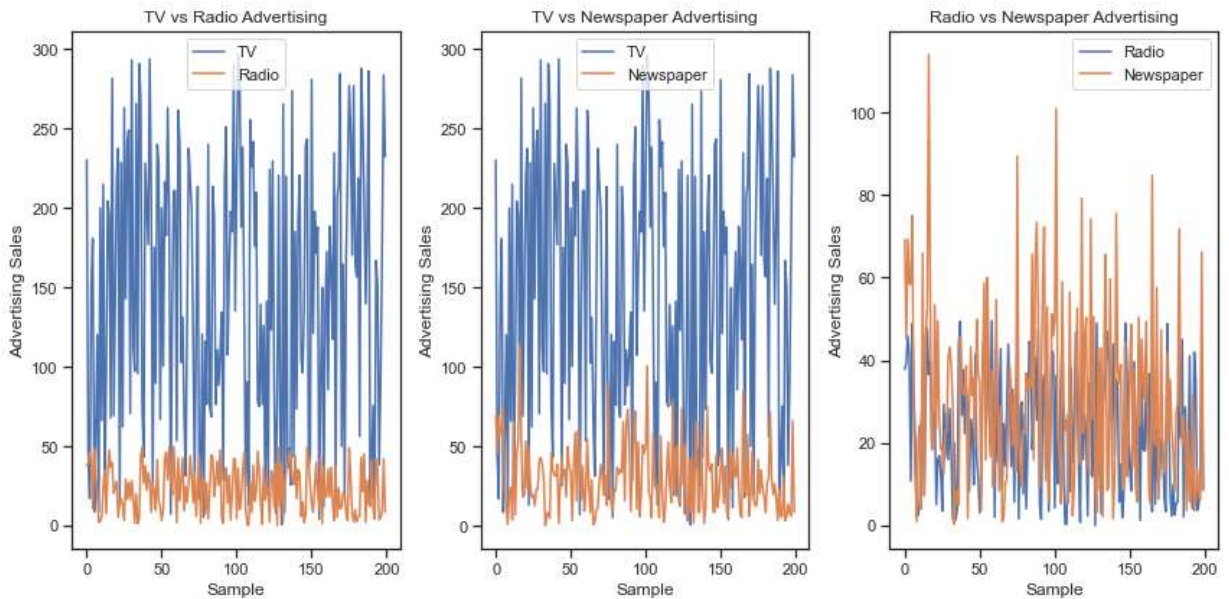 TV vs Radio Advertising
TV
Radio
Advertising Sales
300
250
200
150
100
50
0
0 50 100 150 200
Sample
TV vs Newspaper Advertising
TV
Newspaper
Advertising Sales
300
250
200
150
100
50
0
0 50 100 150 200
Sample
Radio vs Newspaper Advertising
Radio
Newspaper
Advertising Sales
100
80
60
40
20
0
0 50 100 150 200
Sample